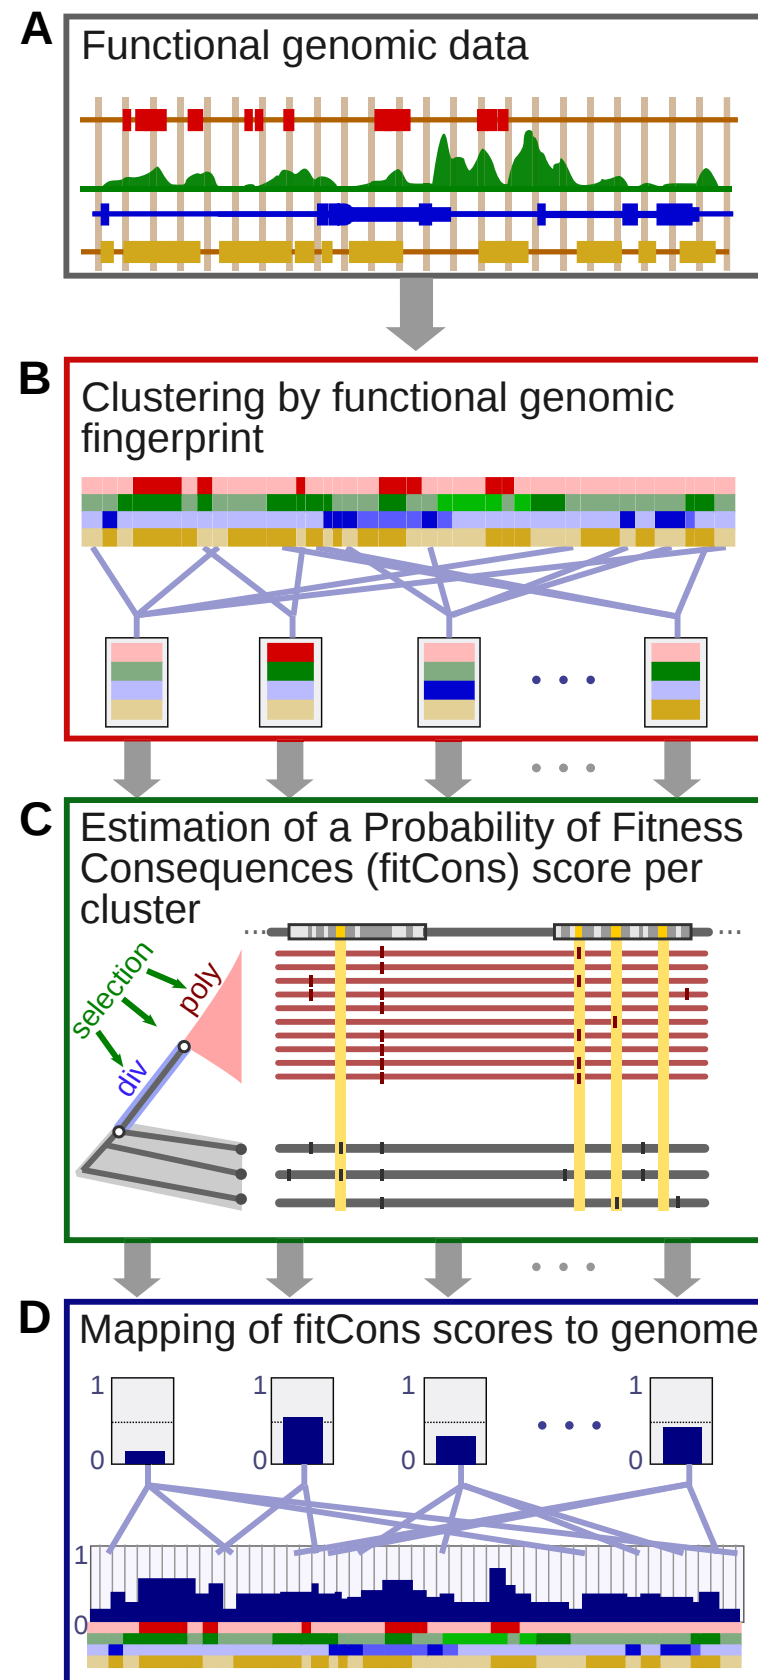 A
Functional genomic data
B
Clustering by functional genomic
fingerprint
C
Estimation of a Probability of Fitness
Consequences (fitCons) score per
cluster
selection
poly
div
D
Mapping of fitCons scores to genome
1 1 1 1
0 0 0 0
1
0